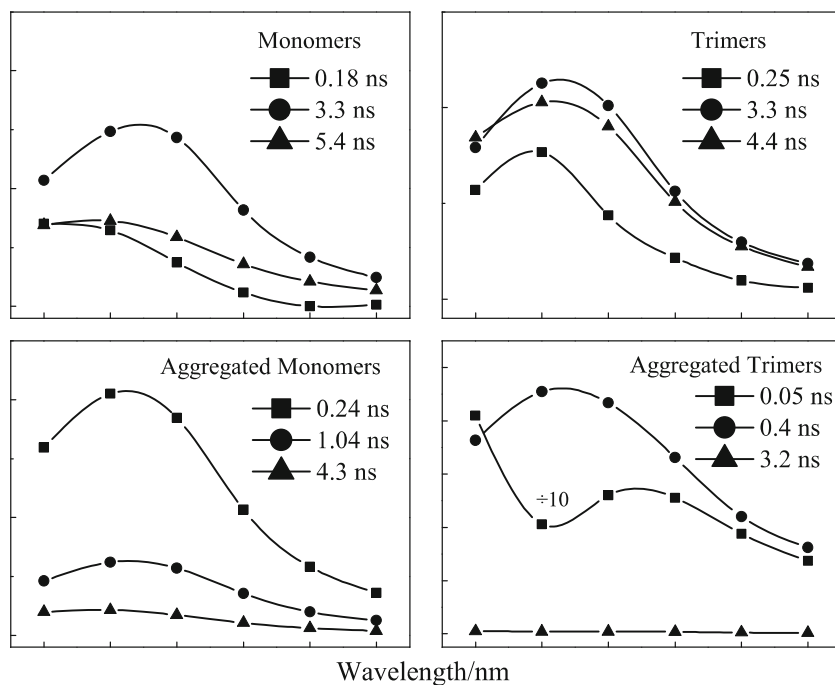 Monomers
0.18 ns
3.3 ns
5.4 ns
Trimers
0.25 ns
3.3 ns
4.4 ns
Aggregated Monomers
0.24 ns
1.04 ns
4.3 ns
Aggregated Trimers
0.05 ns
0.4 ns
3.2 ns
÷10
Wavelength/nm